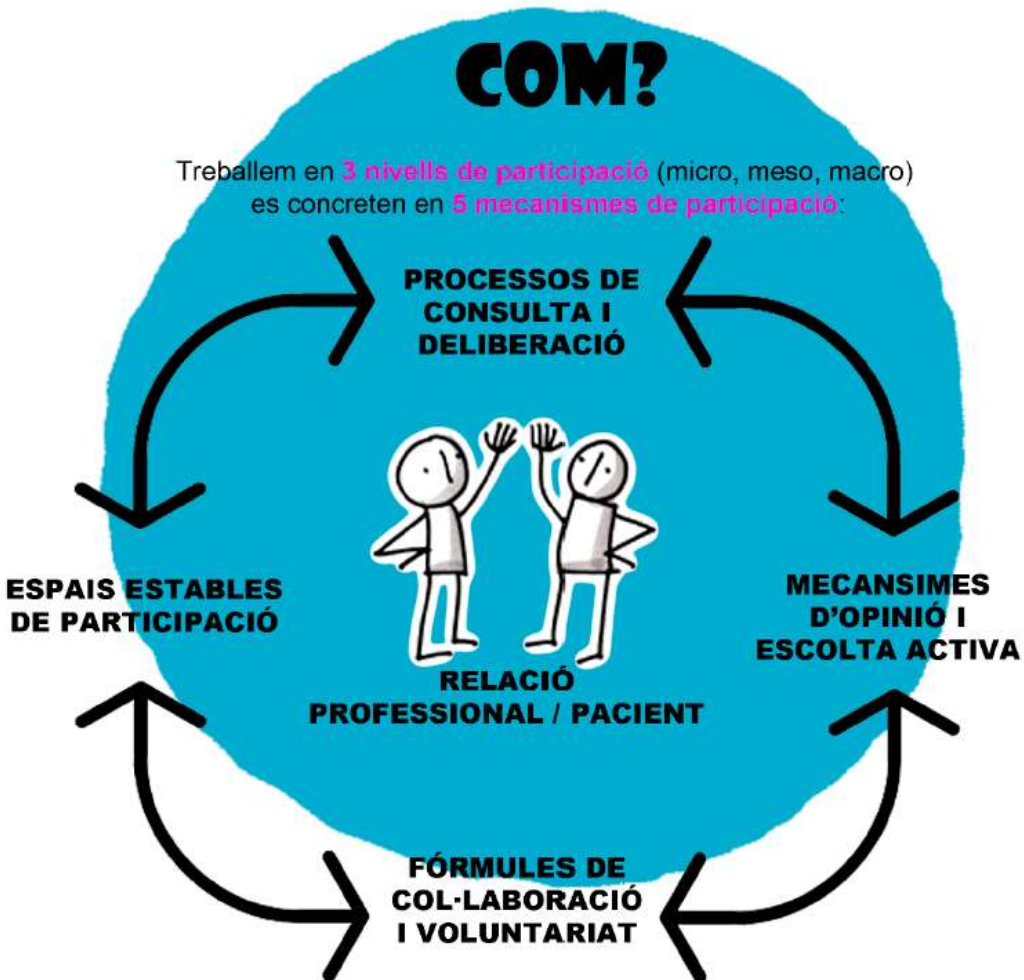 COM?
Treballem en 3 nivells de participació (micro, meso, macro)
es concreten en 5 mecanismes de participació:
PROCESSOS DE
CONSULTA I
DELIBERACIÓ
ESPAIS ESTABLES
DE PARTICIPACIÓ
MECANSIMES
D'OPINIÓ I
ESCOLTA ACTIVA
RELACIÓ
PROFESSIONAL / PACIENT
FÓRMULES DE
COL·LABORACIÓ
I VOLUNTARIAT